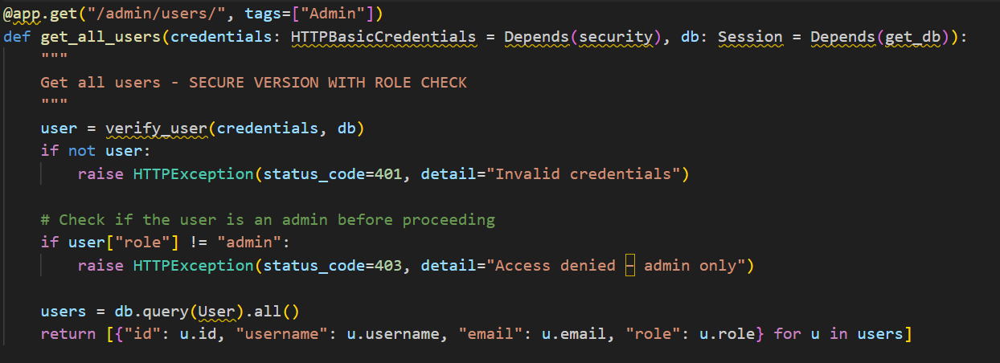 @app.get("/admin/users/", tags=["Admin"])
def get_all_users(credentials: HTTPBasicCredentials = Depends(security), db: Session = Depends(get_db)):
    """
    Get all users - SECURE VERSION WITH ROLE CHECK
    """
    user = verify_user(credentials, db)
    if not user:
        raise HTTPException(status_code=401, detail="Invalid credentials")
    # Check if the user is an admin before proceeding
    if user["role"] != "admin":
        raise HTTPException(status_code=403, detail="Access denied – admin only")
    users = db.query(User).all()
    return [{"id": u.id, "username": u.username, "email": u.email, "role": u.role} for u in users]